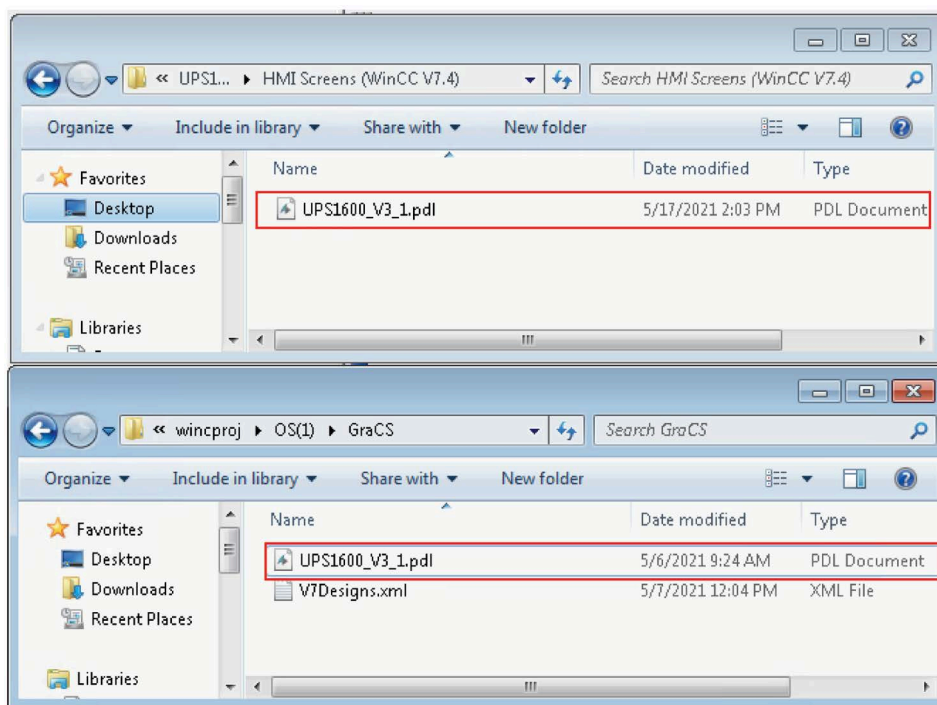 « UPS1... ▸ HMI Screens (WinCC V7.4)
Search HMI Screens (WinCC V7.4)
Organize Include in library Share with New folder
Favorites
Desktop
Downloads
Recent Places
Libraries
Name Date modified Type
UPS1600_V3_1.pdl 5/17/2021 2:03 PM PDL Document
« wincproj ▸ OS(1) ▸ GraCS
Search GraCS
Organize Include in library Share with New folder
Favorites
Desktop
Downloads
Recent Places
Libraries
Name Date modified Type
UPS1600_V3_1.pdl 5/6/2021 9:24 AM PDL Document
V7Designs.xml 5/7/2021 12:04 PM XML File